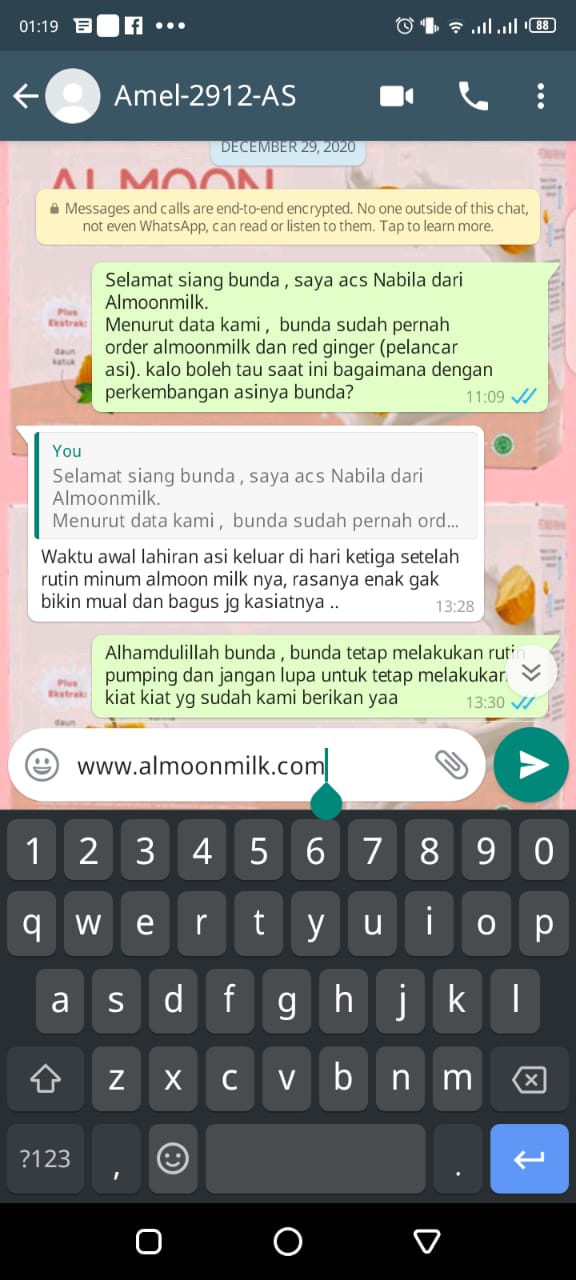 01:19
88
Amel-2912-AS
DECEMBER 29, 2020
ALMOON
Messages and calls are end-to-end encrypted. No one outside of this chat,
not even WhatsApp, can read or listen to them. Tap to learn more.
Selamat siang bunda , saya acs Nabila dari
Almoonmilk.
Menurut data kami ,  bunda sudah pernah
order almoonmilk dan red ginger (pelancar
asi). kalo boleh tau saat ini bagaimana dengan
perkembangan asinya bunda?
11:09
Plus
Ekstrak:
daun
katuk
You
Selamat siang bunda , saya acs Nabila dari
Almoonmilk.
Menurut data kami ,  bunda sudah pernah ord...
Waktu awal lahiran asi keluar di hari ketiga setelah
rutin minum almoon milk nya, rasanya enak gak
bikin mual dan bagus jg kasiatnya ..
13:28
Alhamdulillah bunda , bunda tetap melakukan rutin
pumping dan jangan lupa untuk tetap melakukan
kiat kiat yg sudah kami berikan yaa
13:30
Plus
Ekstrak:
daun
www.almoonmilk.com
1 2 3 4 5 6 7 8 9 0
q w e r t y u i o p
a s d f g h j k l
z x c v b n m
?123 , .